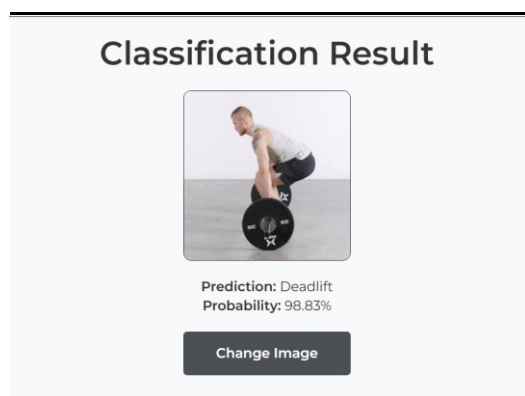 Classification Result
Prediction: Deadlift
Probability: 98.83%
Change Image